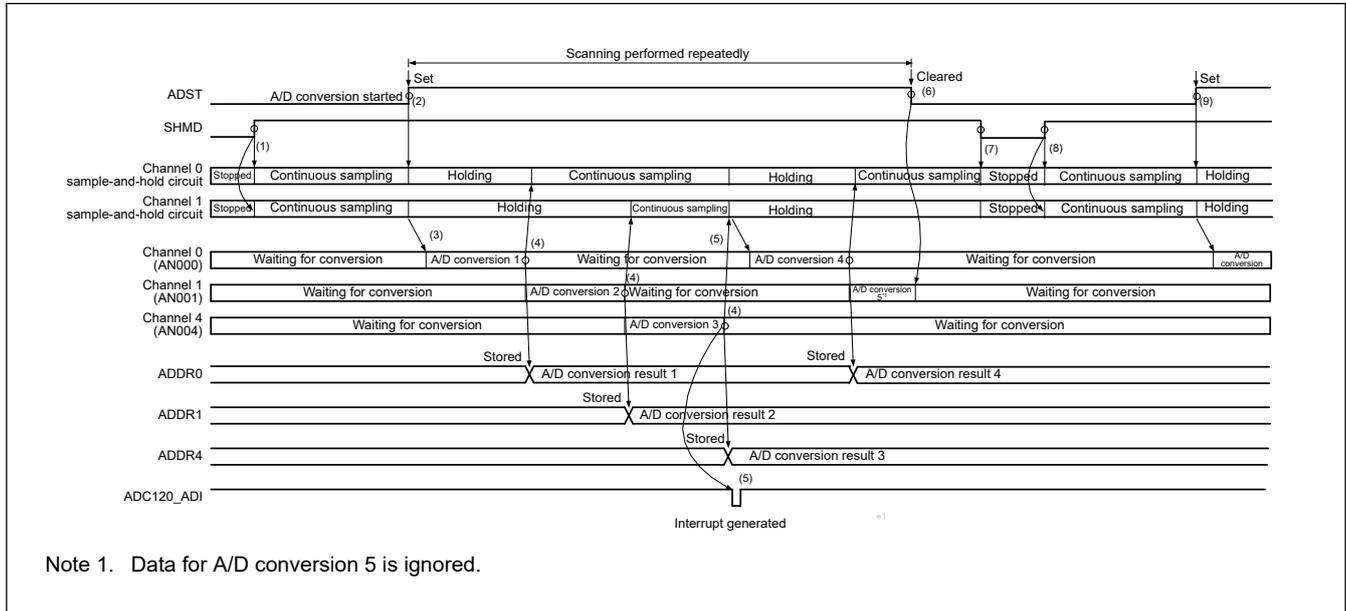 Scanning performed repeatedly
Set Cleared Set
ADST A/D conversion started (2) (6) (9)
SHMD
(1) (7) (8)
Channel 0
sample-and-hold circuit
Stopped Continuous sampling Holding Continuous sampling Holding Continuous sampling Stopped Continuous sampling Holding
Channel 1
sample-and-hold circuit
Stopped Continuous sampling Holding Continuous sampling Holding Stopped Continuous sampling Holding
(3) (4) (5)
Channel 0
(AN000)
Waiting for conversion A/D conversion 1 Waiting for conversion A/D conversion 4 Waiting for conversion A/D conversion
(4)
Channel 1
(AN001)
Waiting for conversion A/D conversion 2 Waiting for conversion A/D conversion 5*1 Waiting for conversion
(4)
Channel 4
(AN004)
Waiting for conversion A/D conversion 3 Waiting for conversion
Stored Stored
ADDR0 A/D conversion result 1 A/D conversion result 4
Stored
ADDR1 A/D conversion result 2
Stored
ADDR4 A/D conversion result 3
(5)
ADC120_ADI
Interrupt generated
*1
Note 1. Data for A/D conversion 5 is ignored.